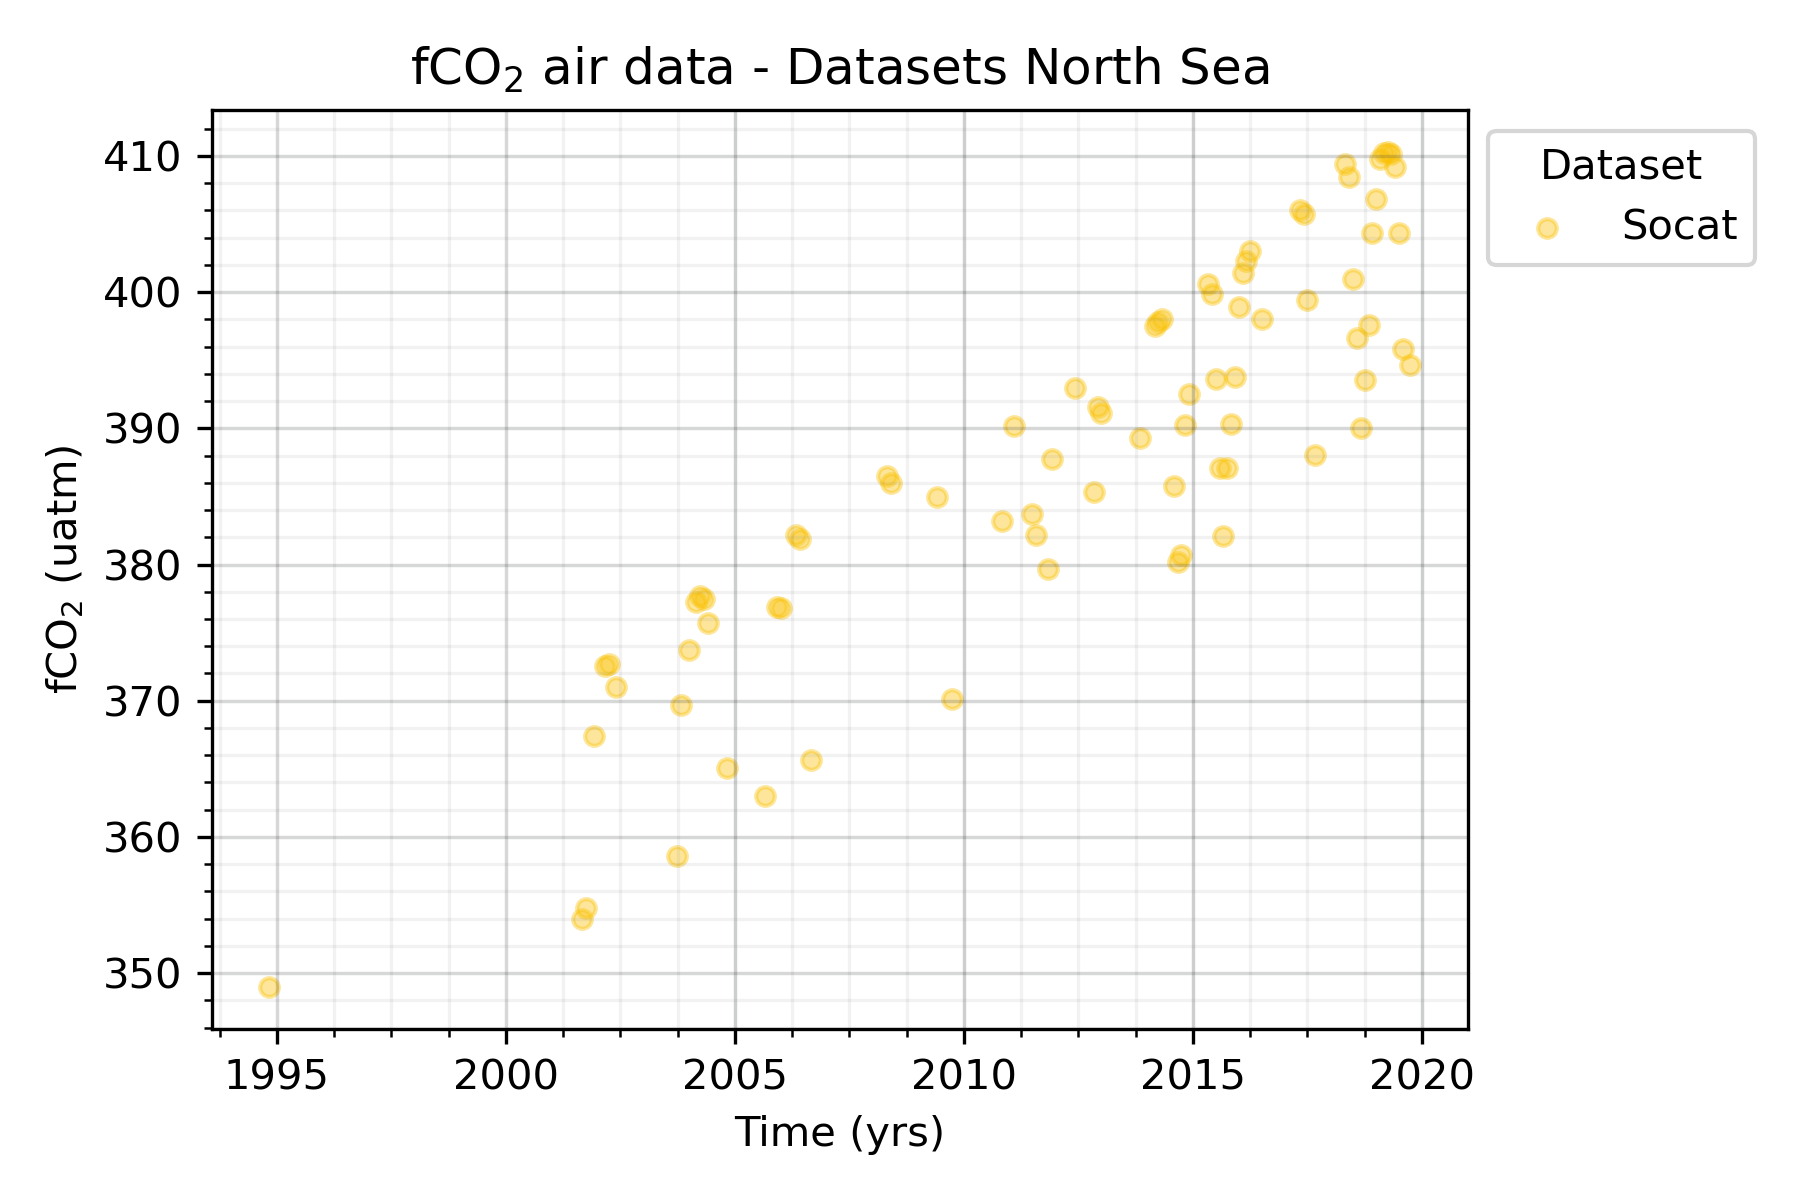 fCO₂ air data - Datasets North Sea
Dataset
Socat
fCO₂ (uatm)
410
400
390
380
370
360
350
1995 2000 2005 2010 2015 2020
Time (yrs)